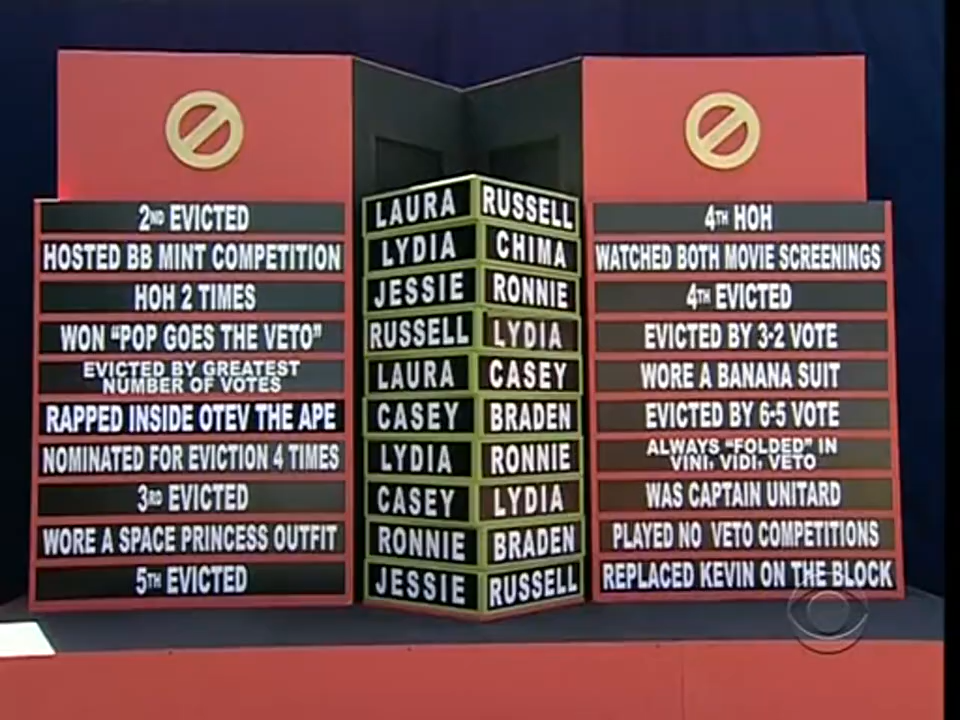 2ND EVICTED
LAURA
RUSSELL
4TH HOH
HOSTED BB MINT COMPETITION
LYDIA
CHIMA
WATCHED BOTH MOVIE SCREENINGS
HOH 2 TIMES
JESSIE
RONNIE
4TH EVICTED
WON "POP GOES THE VETO"
RUSSELL
LYDIA
EVICTED BY 3-2 VOTE
EVICTED BY GREATEST
NUMBER OF VOTES
LAURA
CASEY
WORE A BANANA SUIT
RAPPED INSIDE OTEV THE APE
CASEY
BRADEN
EVICTED BY 6-5 VOTE
NOMINATED FOR EVICTION 4 TIMES
LYDIA
RONNIE
ALWAYS "FOLDED" IN
VINI, VIDI, VETO
3RD EVICTED
CASEY
LYDIA
WAS CAPTAIN UNITARD
WORE A SPACE PRINCESS OUTFIT
RONNIE
BRADEN
PLAYED NO VETO COMPETITIONS
5TH EVICTED
JESSIE
RUSSELL
REPLACED KEVIN ON THE BLOCK